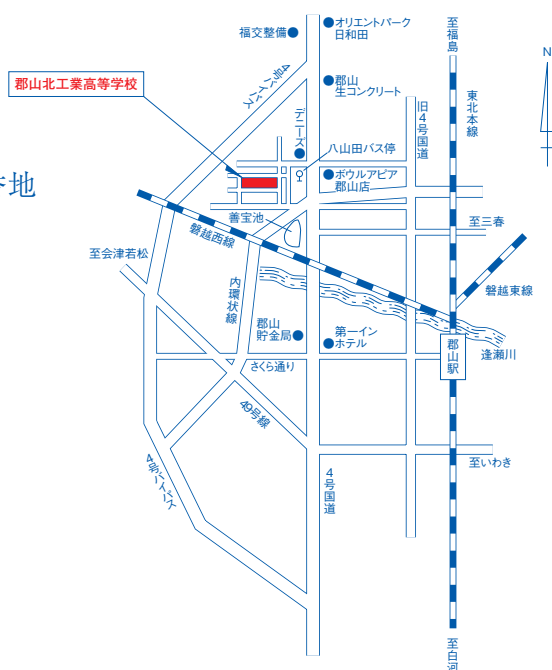 福交整備
オリエントパーク
日和田
至福島
N
4号バイパス
郡山
生コンクリート
郡山北工業高等学校
デニーズ
旧4号国道
東北本線
八山田バス停
ボウルアピア
郡山店
番地
善宝池
至三春
磐越西線
至会津若松
内環状線
磐越東線
郡山
貯金局
第一イン
ホテル
郡山駅
逢瀬川
さくら通り
49号線
4号バイパス
4号国道
至いわき
至白河